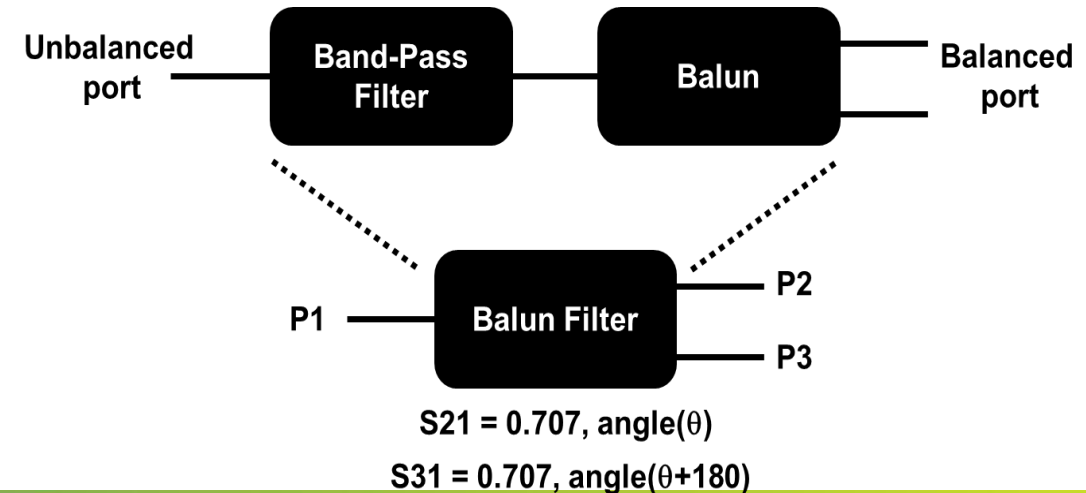 Unbalanced
port
Band-Pass
Filter
Balun
Balanced
port
P1
Balun Filter
P2
P3
S21 = 0.707, angle(θ)
S31 = 0.707, angle(θ+180)